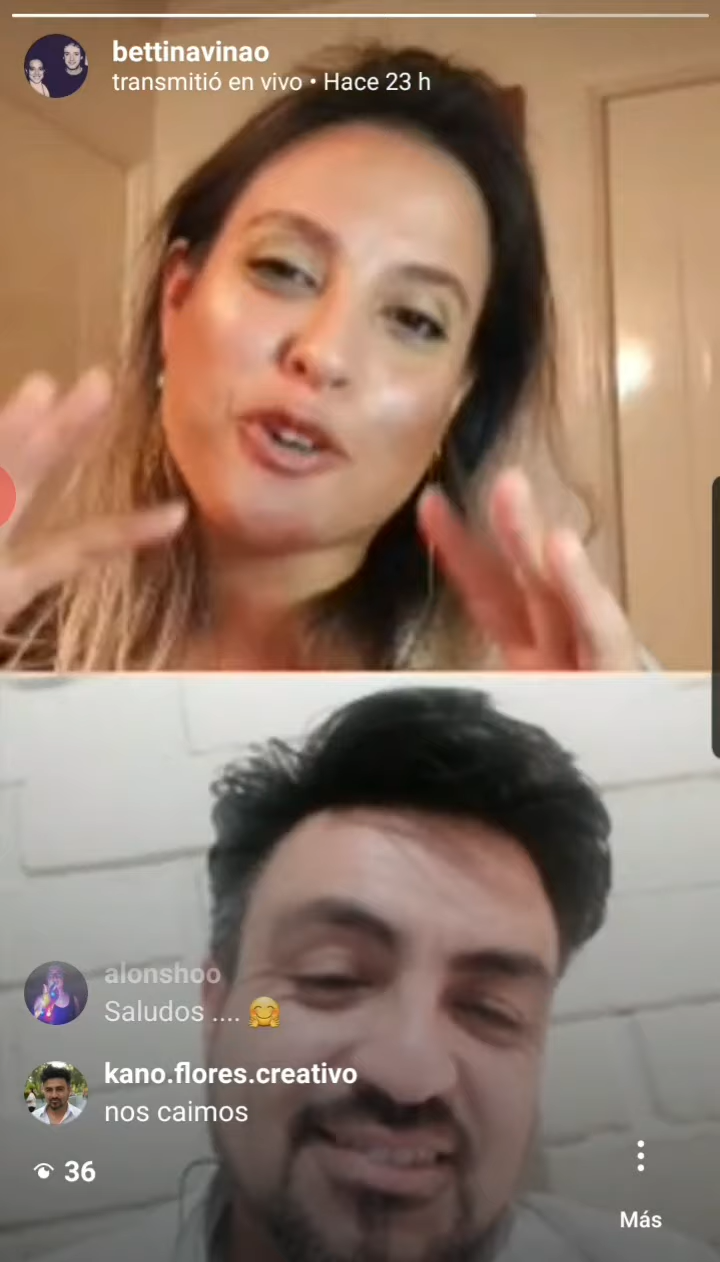 bettinavinao
transmitió en vivo • Hace 23 h
alonshoo
Saludos .... 🤗
kano.flores.creativo
nos caimos
36
Más